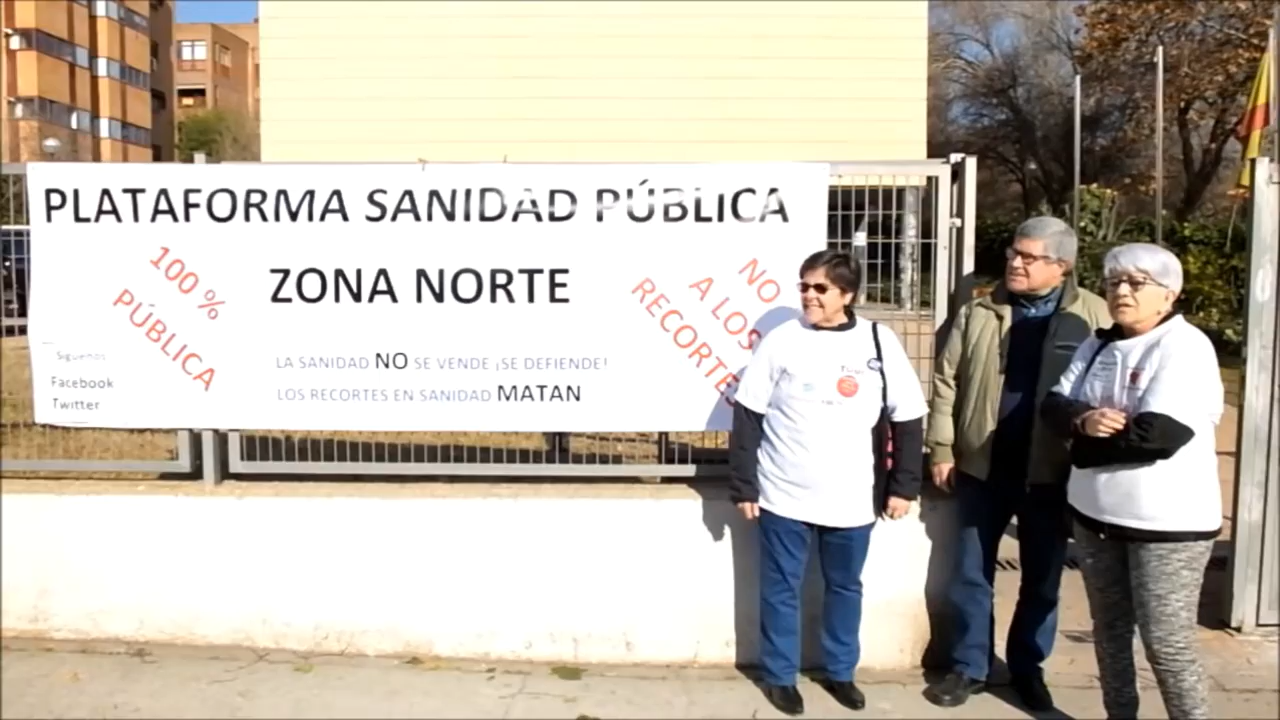 PLATAFORMA SANIDAD PÚBLICA
ZONA NORTE
100 %
PÚBLICA
NO
A LOS
RECORTES
LA SANIDAD NO SE VENDE ¡SE DEFIENDE!
LOS RECORTES EN SANIDAD MATAN
Síguenos
Facebook
Twitter